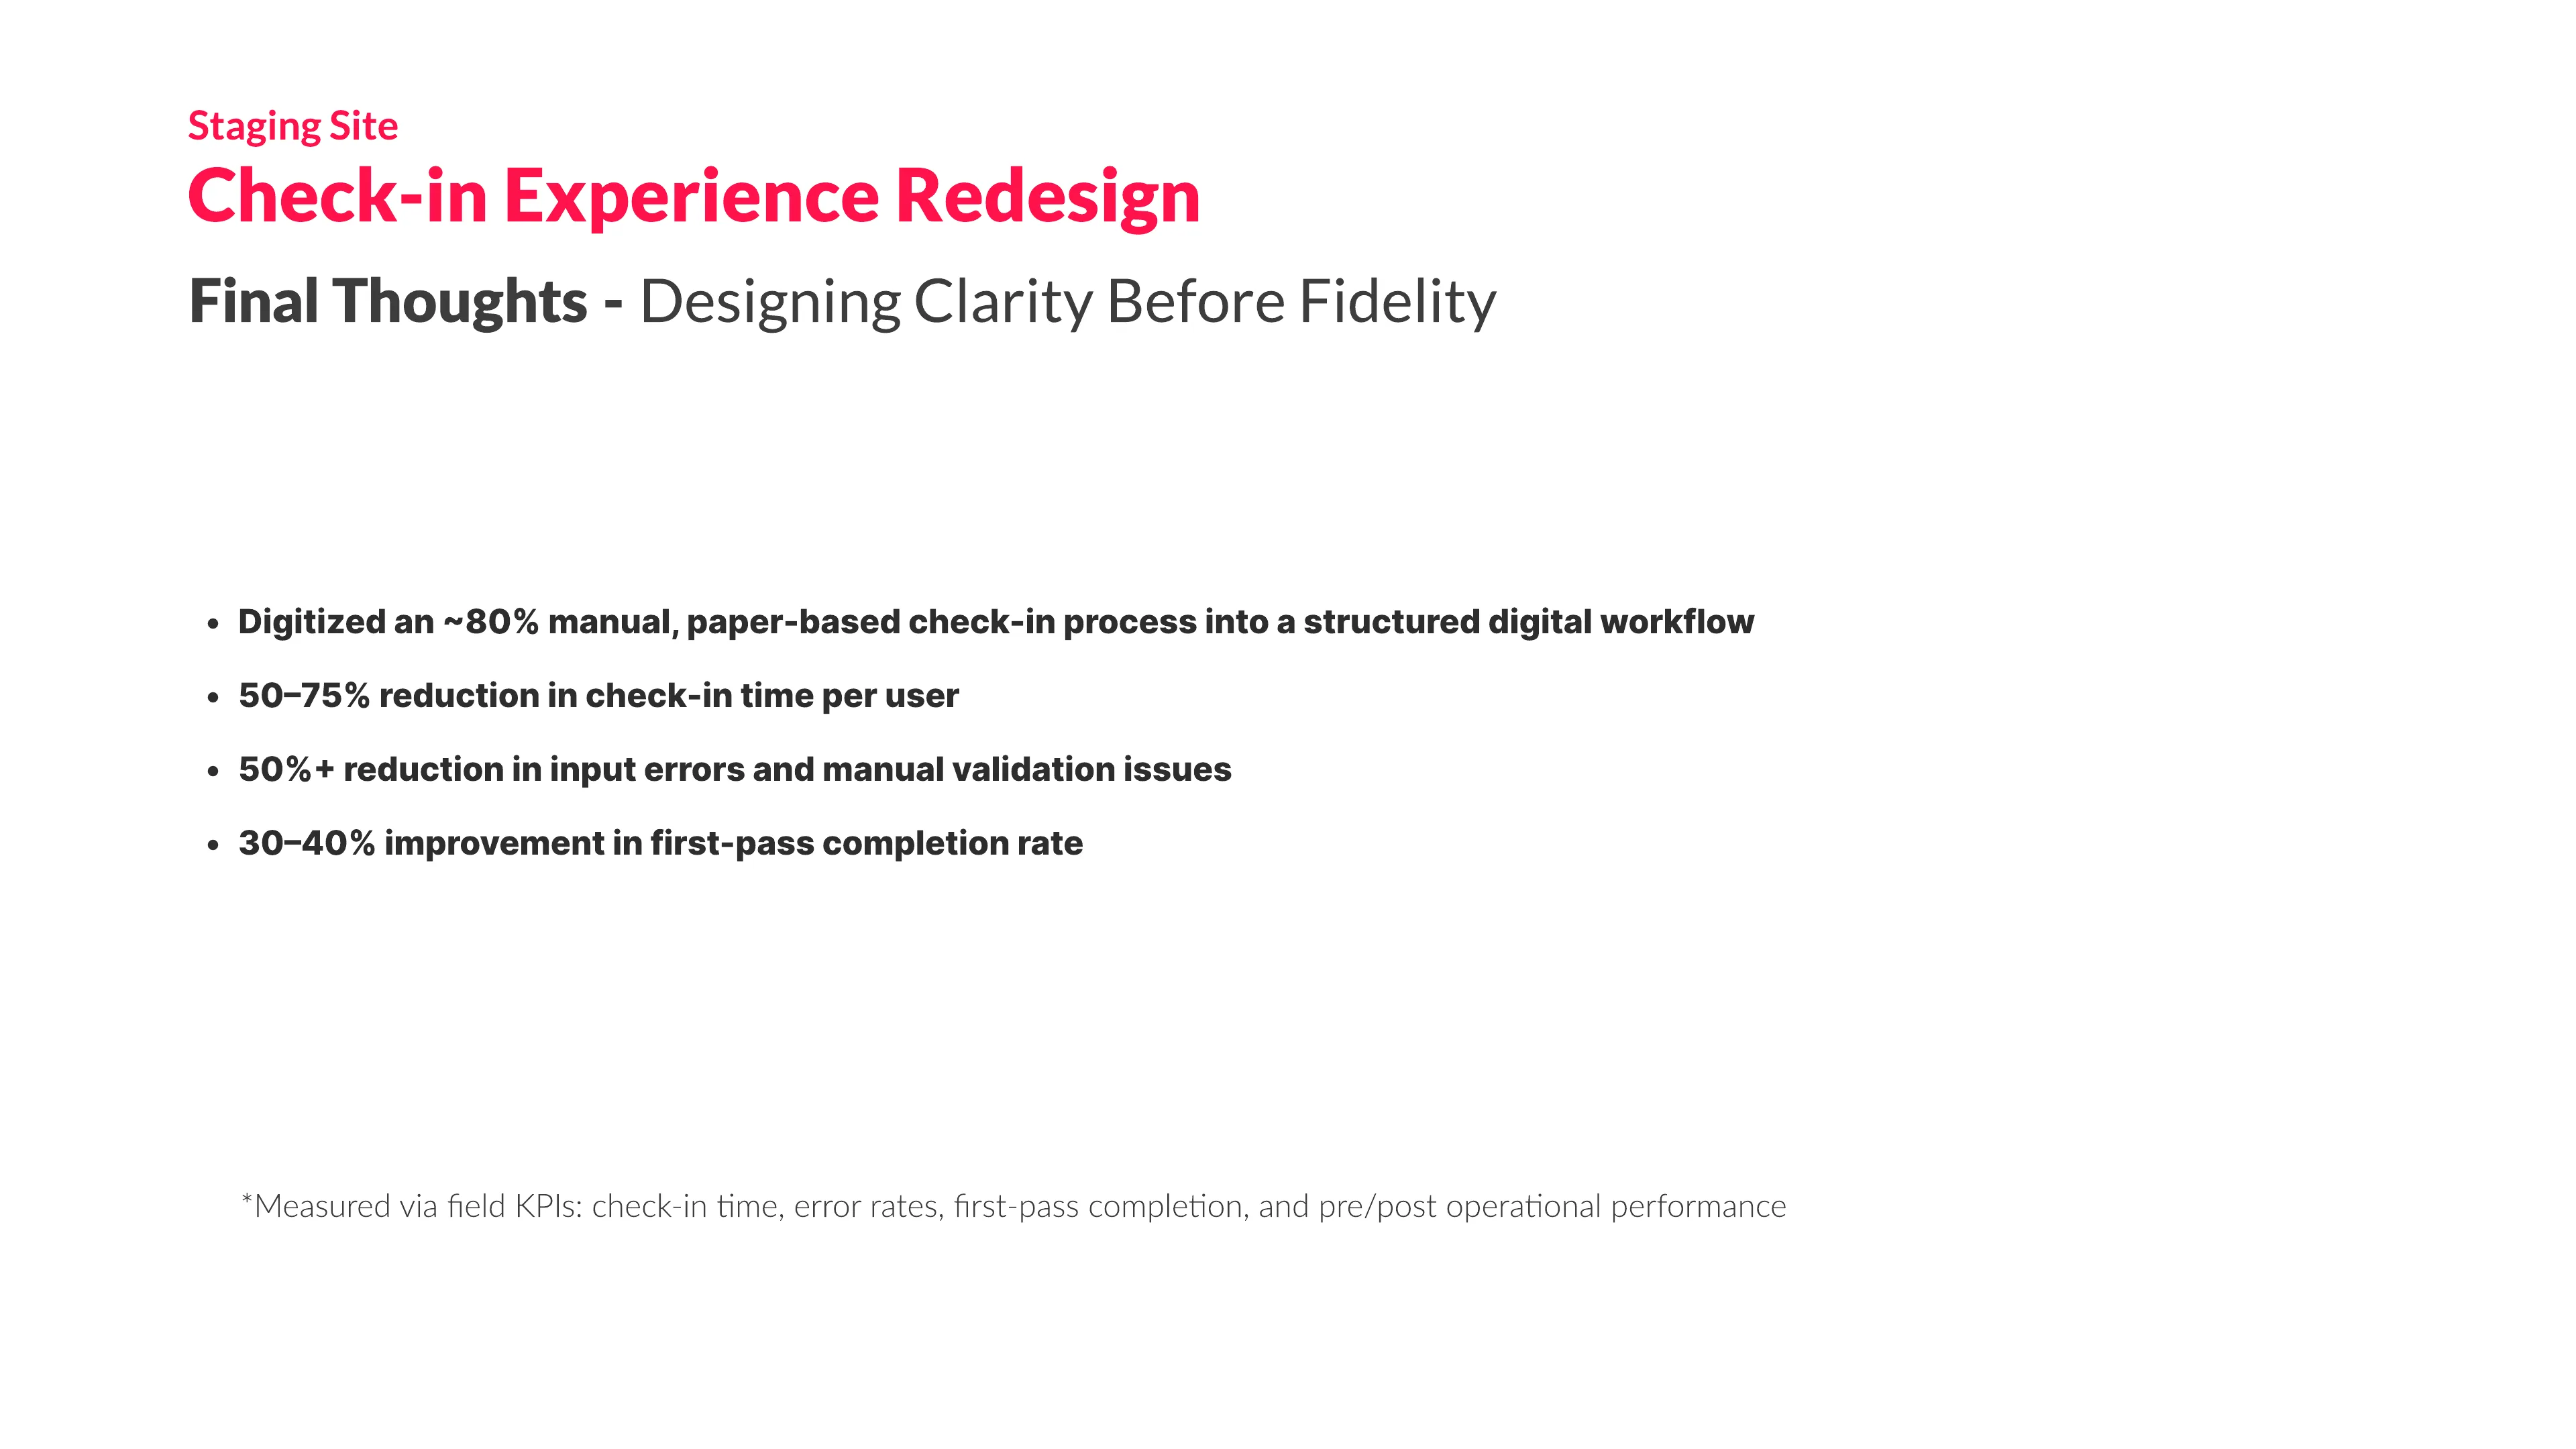 Staging Site
Check-in Experience Redesign
Final Thoughts - Designing Clarity Before Fidelity
• Digitized an ~80% manual, paper-based check-in process into a structured digital workflow
• 50–75% reduction in check-in time per user
• 50%+ reduction in input errors and manual validation issues
• 30–40% improvement in first-pass completion rate
*Measured via field KPIs: check-in time, error rates, first-pass completion, and pre/post operational performance